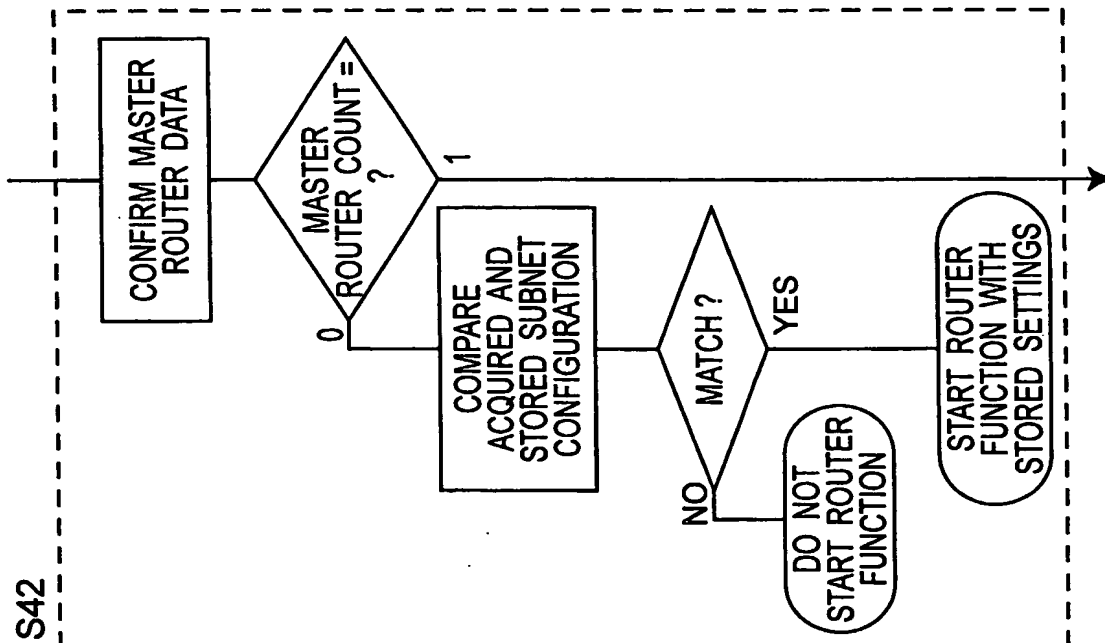 S42
CONFIRM MASTER
ROUTER DATA
MASTER
ROUTER COUNT =
?
0
1
COMPARE
ACQUIRED AND
STORED SUBNET
CONFIGURATION
MATCH?
NO
YES
DO NOT
START ROUTER
FUNCTION
START ROUTER
FUNCTION WITH
STORED SETTINGS